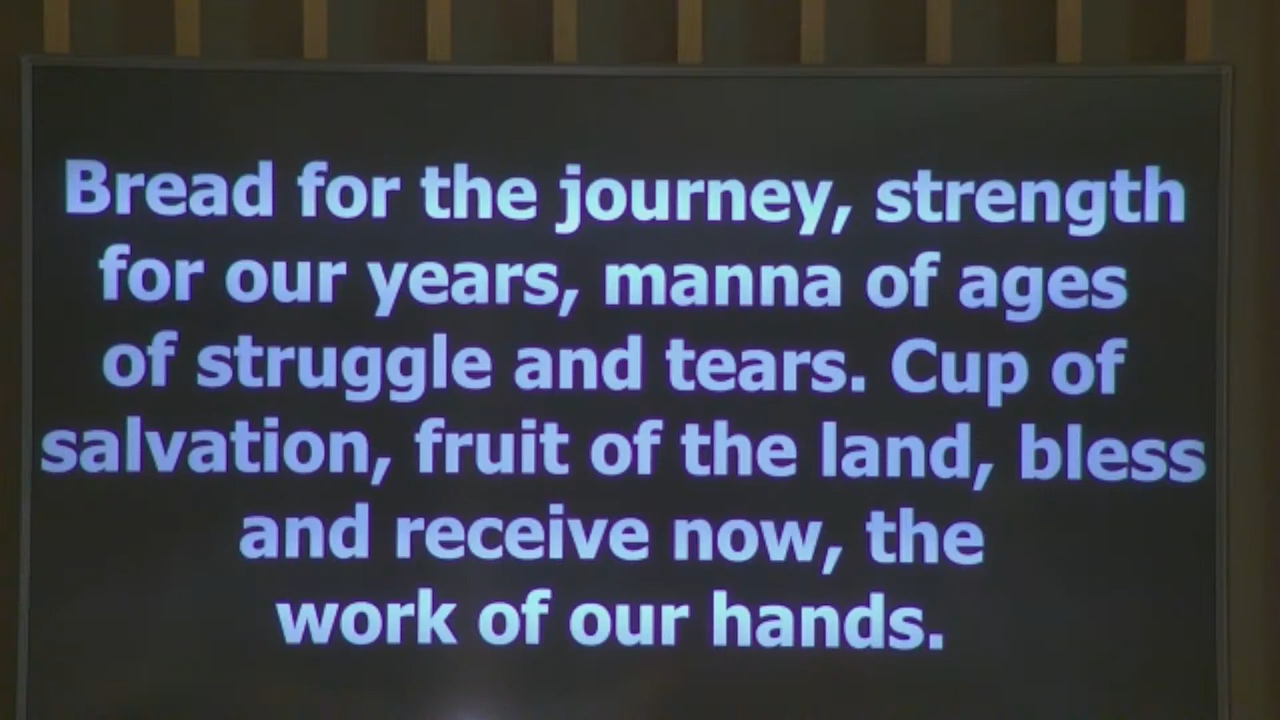 Bread for the journey, strength
for our years, manna of ages
of struggle and tears. Cup of
salvation, fruit of the land, bless
and receive now, the
work of our hands.